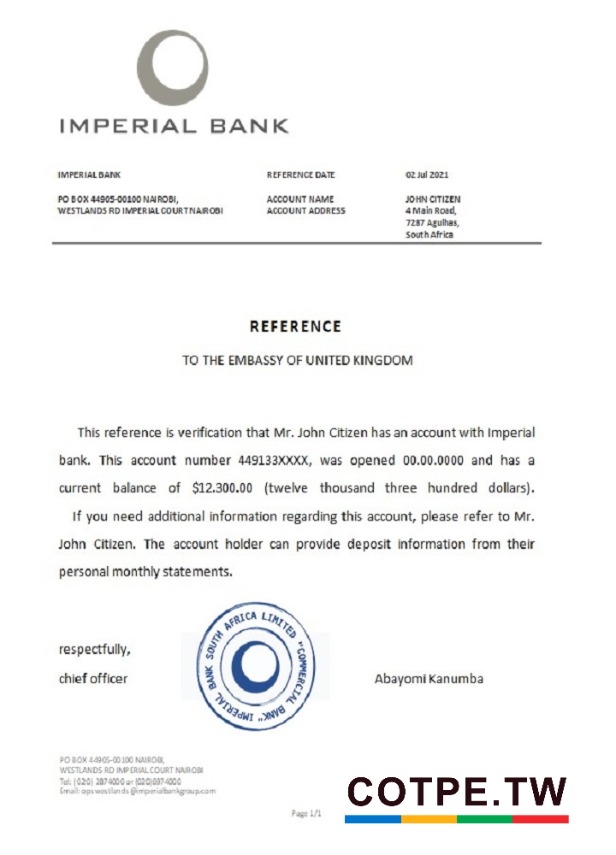 IMPERIAL BANK
IMPERIAL BANK REFERENCE DATE 02 Jul 2021
PO BOX 44905-00100 NAIROBI, ACCOUNT NAME JOHN CITIZEN
WESTLANDS RD IMPERIAL COURT NAIROBI ACCOUNT ADDRESS 4 Main Road,
7287 Agulhas,
South Africa
REFERENCE
TO THE EMBASSY OF UNITED KINGDOM
This reference is verification that Mr. John Citizen has an account with Imperial
bank. This account number 449133XXXX, was opened 00.00.0000 and has a
current balance of $12.300.00 (twelve thousand three hundred dollars).
If you need additional information regarding this account, please refer to Mr.
John Citizen. The account holder can provide deposit information from their
personal monthly statements.
respectfully,
chief officer
IMPERIAL BANK SOUTH AFRICA LIMITED "COMMERCIAL BANK"
Abayomi Kanumba
PO BOX 44905-00100 NAIROBI,
WESTLANDS RD IMPERIAL COURT NAIROBI
Tel: (020) 2874000 or (020)6974000
Email: opswestlands@imperialbankgroup.com
Page 1/1
COTPE.TW